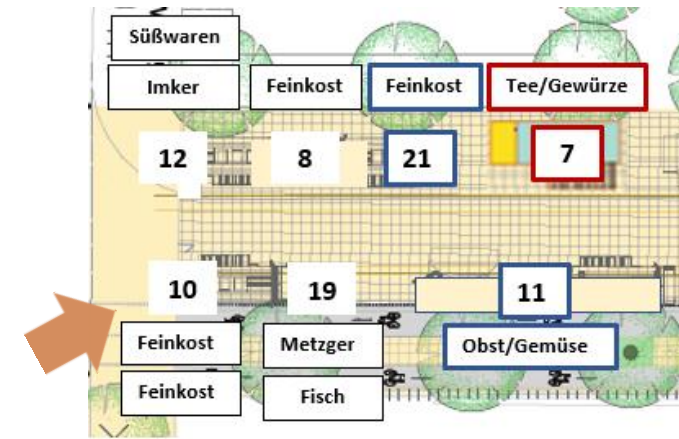 Süßwaren
Imker
Feinkost
Feinkost
Tee/Gewürze
12
8
21
7
10
19
11
Feinkost
Metzger
Obst/Gemüse
Feinkost
Fisch